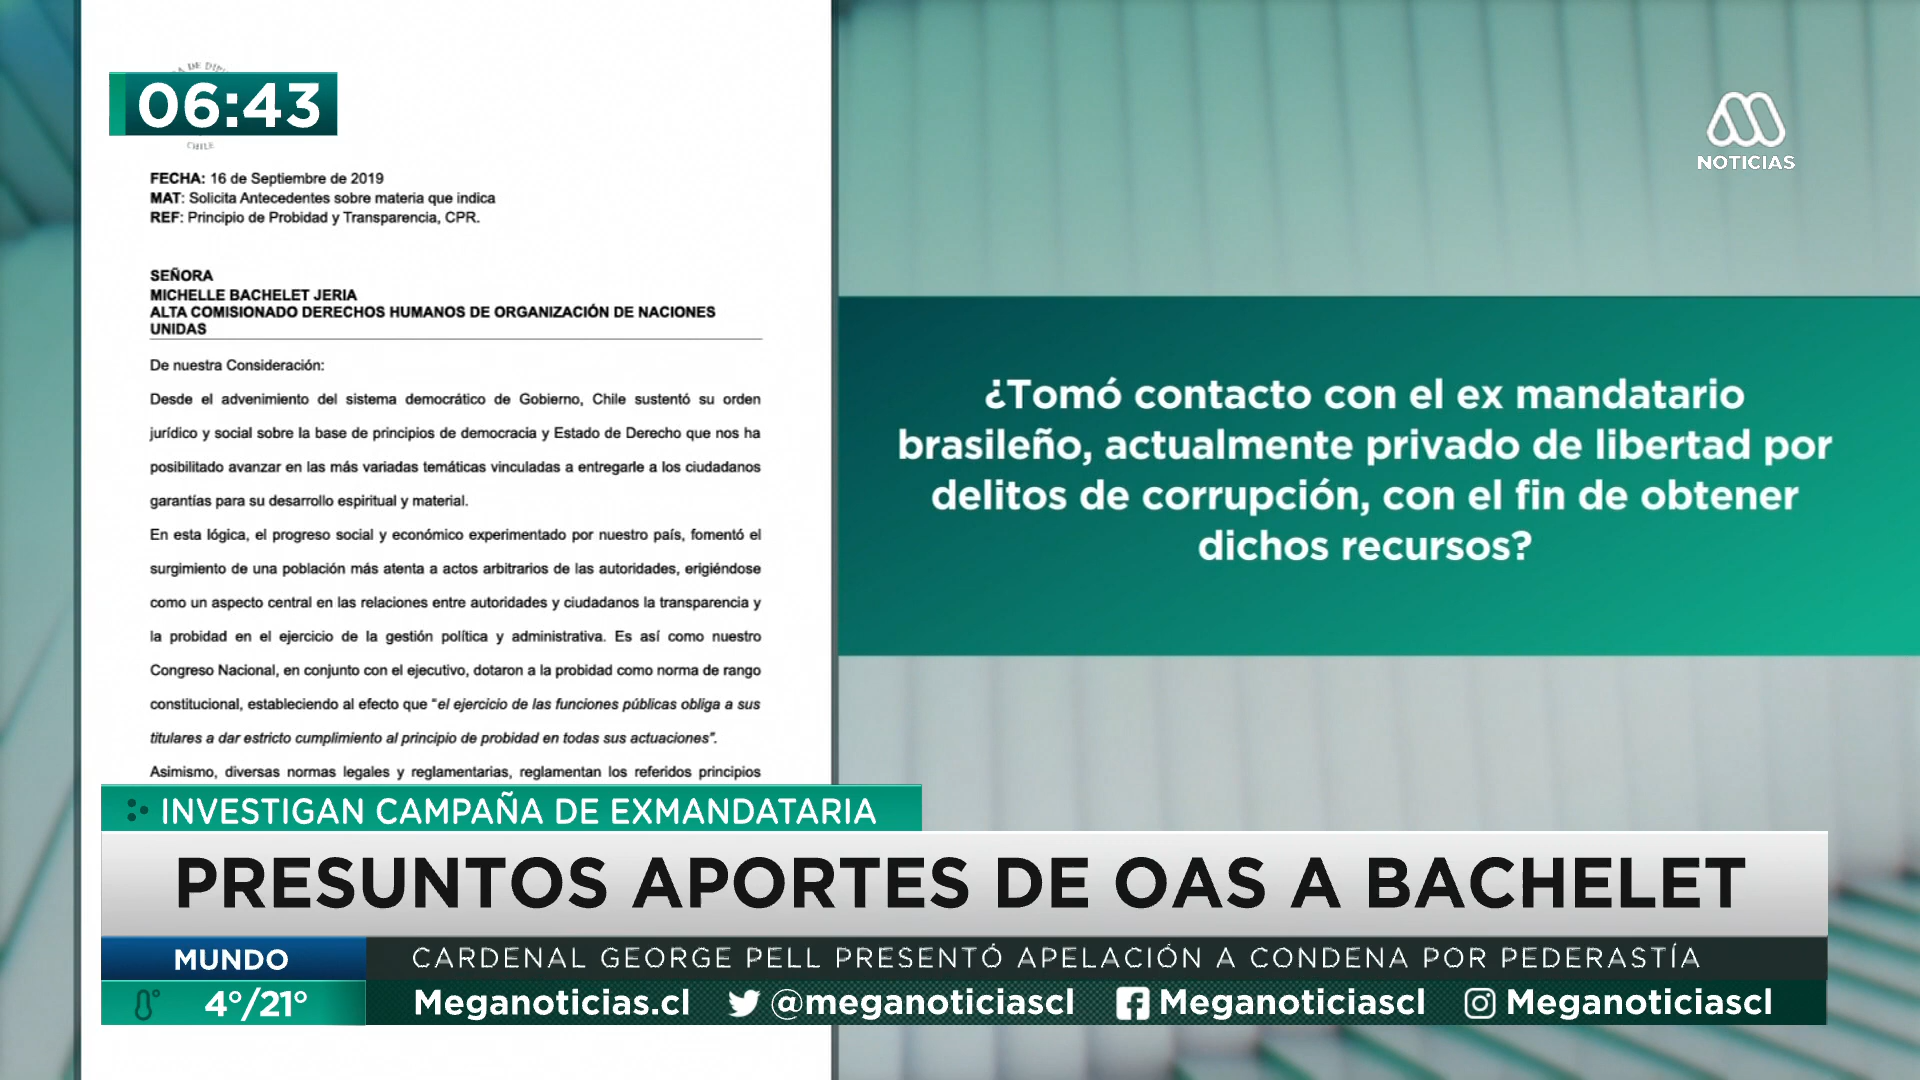 06:43
CHILE
FECHA: 16 de Septiembre de 2019
MAT: Solicita Antecedentes sobre materia que indica
REF: Principio de Probidad y Transparencia, CPR.
SEÑORA
MICHELLE BACHELET JERIA
ALTA COMISIONADO DERECHOS HUMANOS DE ORGANIZACIÓN DE NACIONES
UNIDAS
De nuestra Consideración:
Desde el advenimiento del sistema democrático de Gobierno, Chile sustentó su orden
jurídico y social sobre la base de principios de democracia y Estado de Derecho que nos ha
posibilitado avanzar en las más variadas temáticas vinculadas a entregarle a los ciudadanos
garantías para su desarrollo espiritual y material.
En esta lógica, el progreso social y económico experimentado por nuestro país, fomentó el
surgimiento de una población más atenta a actos arbitrarios de las autoridades, erigiéndose
como un aspecto central en las relaciones entre autoridades y ciudadanos la transparencia y
la probidad en el ejercicio de la gestión política y administrativa. Es así como nuestro
Congreso Nacional, en conjunto con el ejecutivo, dotaron a la probidad como norma de rango
constitucional, estableciendo al efecto que "el ejercicio de las funciones públicas obliga a sus
titulares a dar estricto cumplimiento al principio de probidad en todas sus actuaciones".
Asimismo, diversas normas legales y reglamentarias, reglamentan los referidos principios
NOTICIAS
¿Tomó contacto con el ex mandatario
brasileño, actualmente privado de libertad por
delitos de corrupción, con el fin de obtener
dichos recursos?
INVESTIGAN CAMPAÑA DE EXMANDATARIA
PRESUNTOS APORTES DE OAS A BACHELET
MUNDO
CARDENAL GEORGE PELL PRESENTÓ APELACIÓN A CONDENA POR PEDERASTÍA
4°/21°
Meganoticias.cl @meganoticiascl Meganoticiascl Meganoticiascl